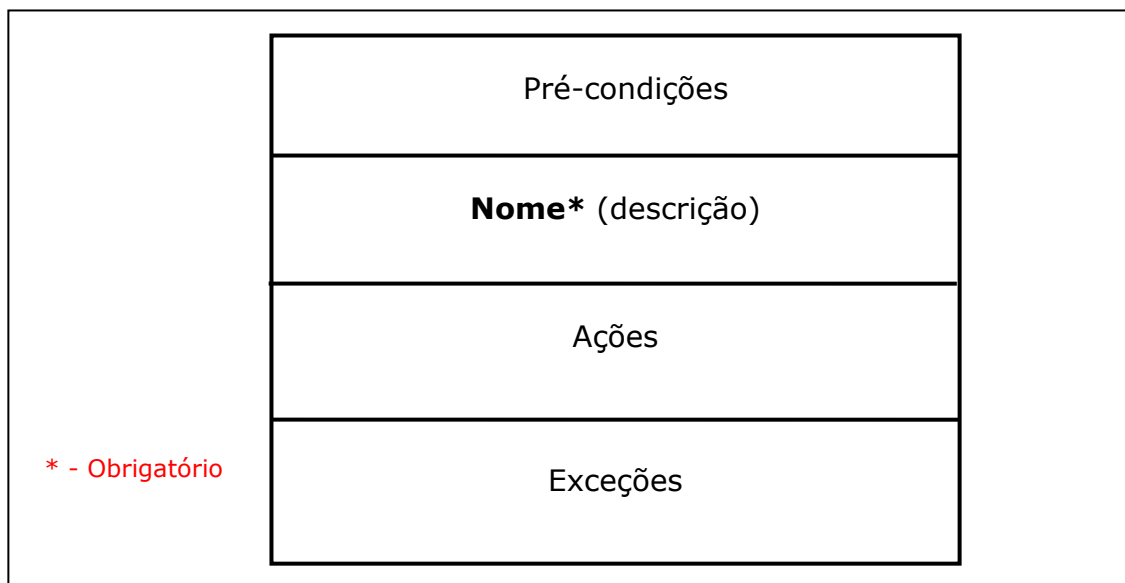 Pré-condições
Nome* (descrição)
Ações
* - Obrigatório
Exceções